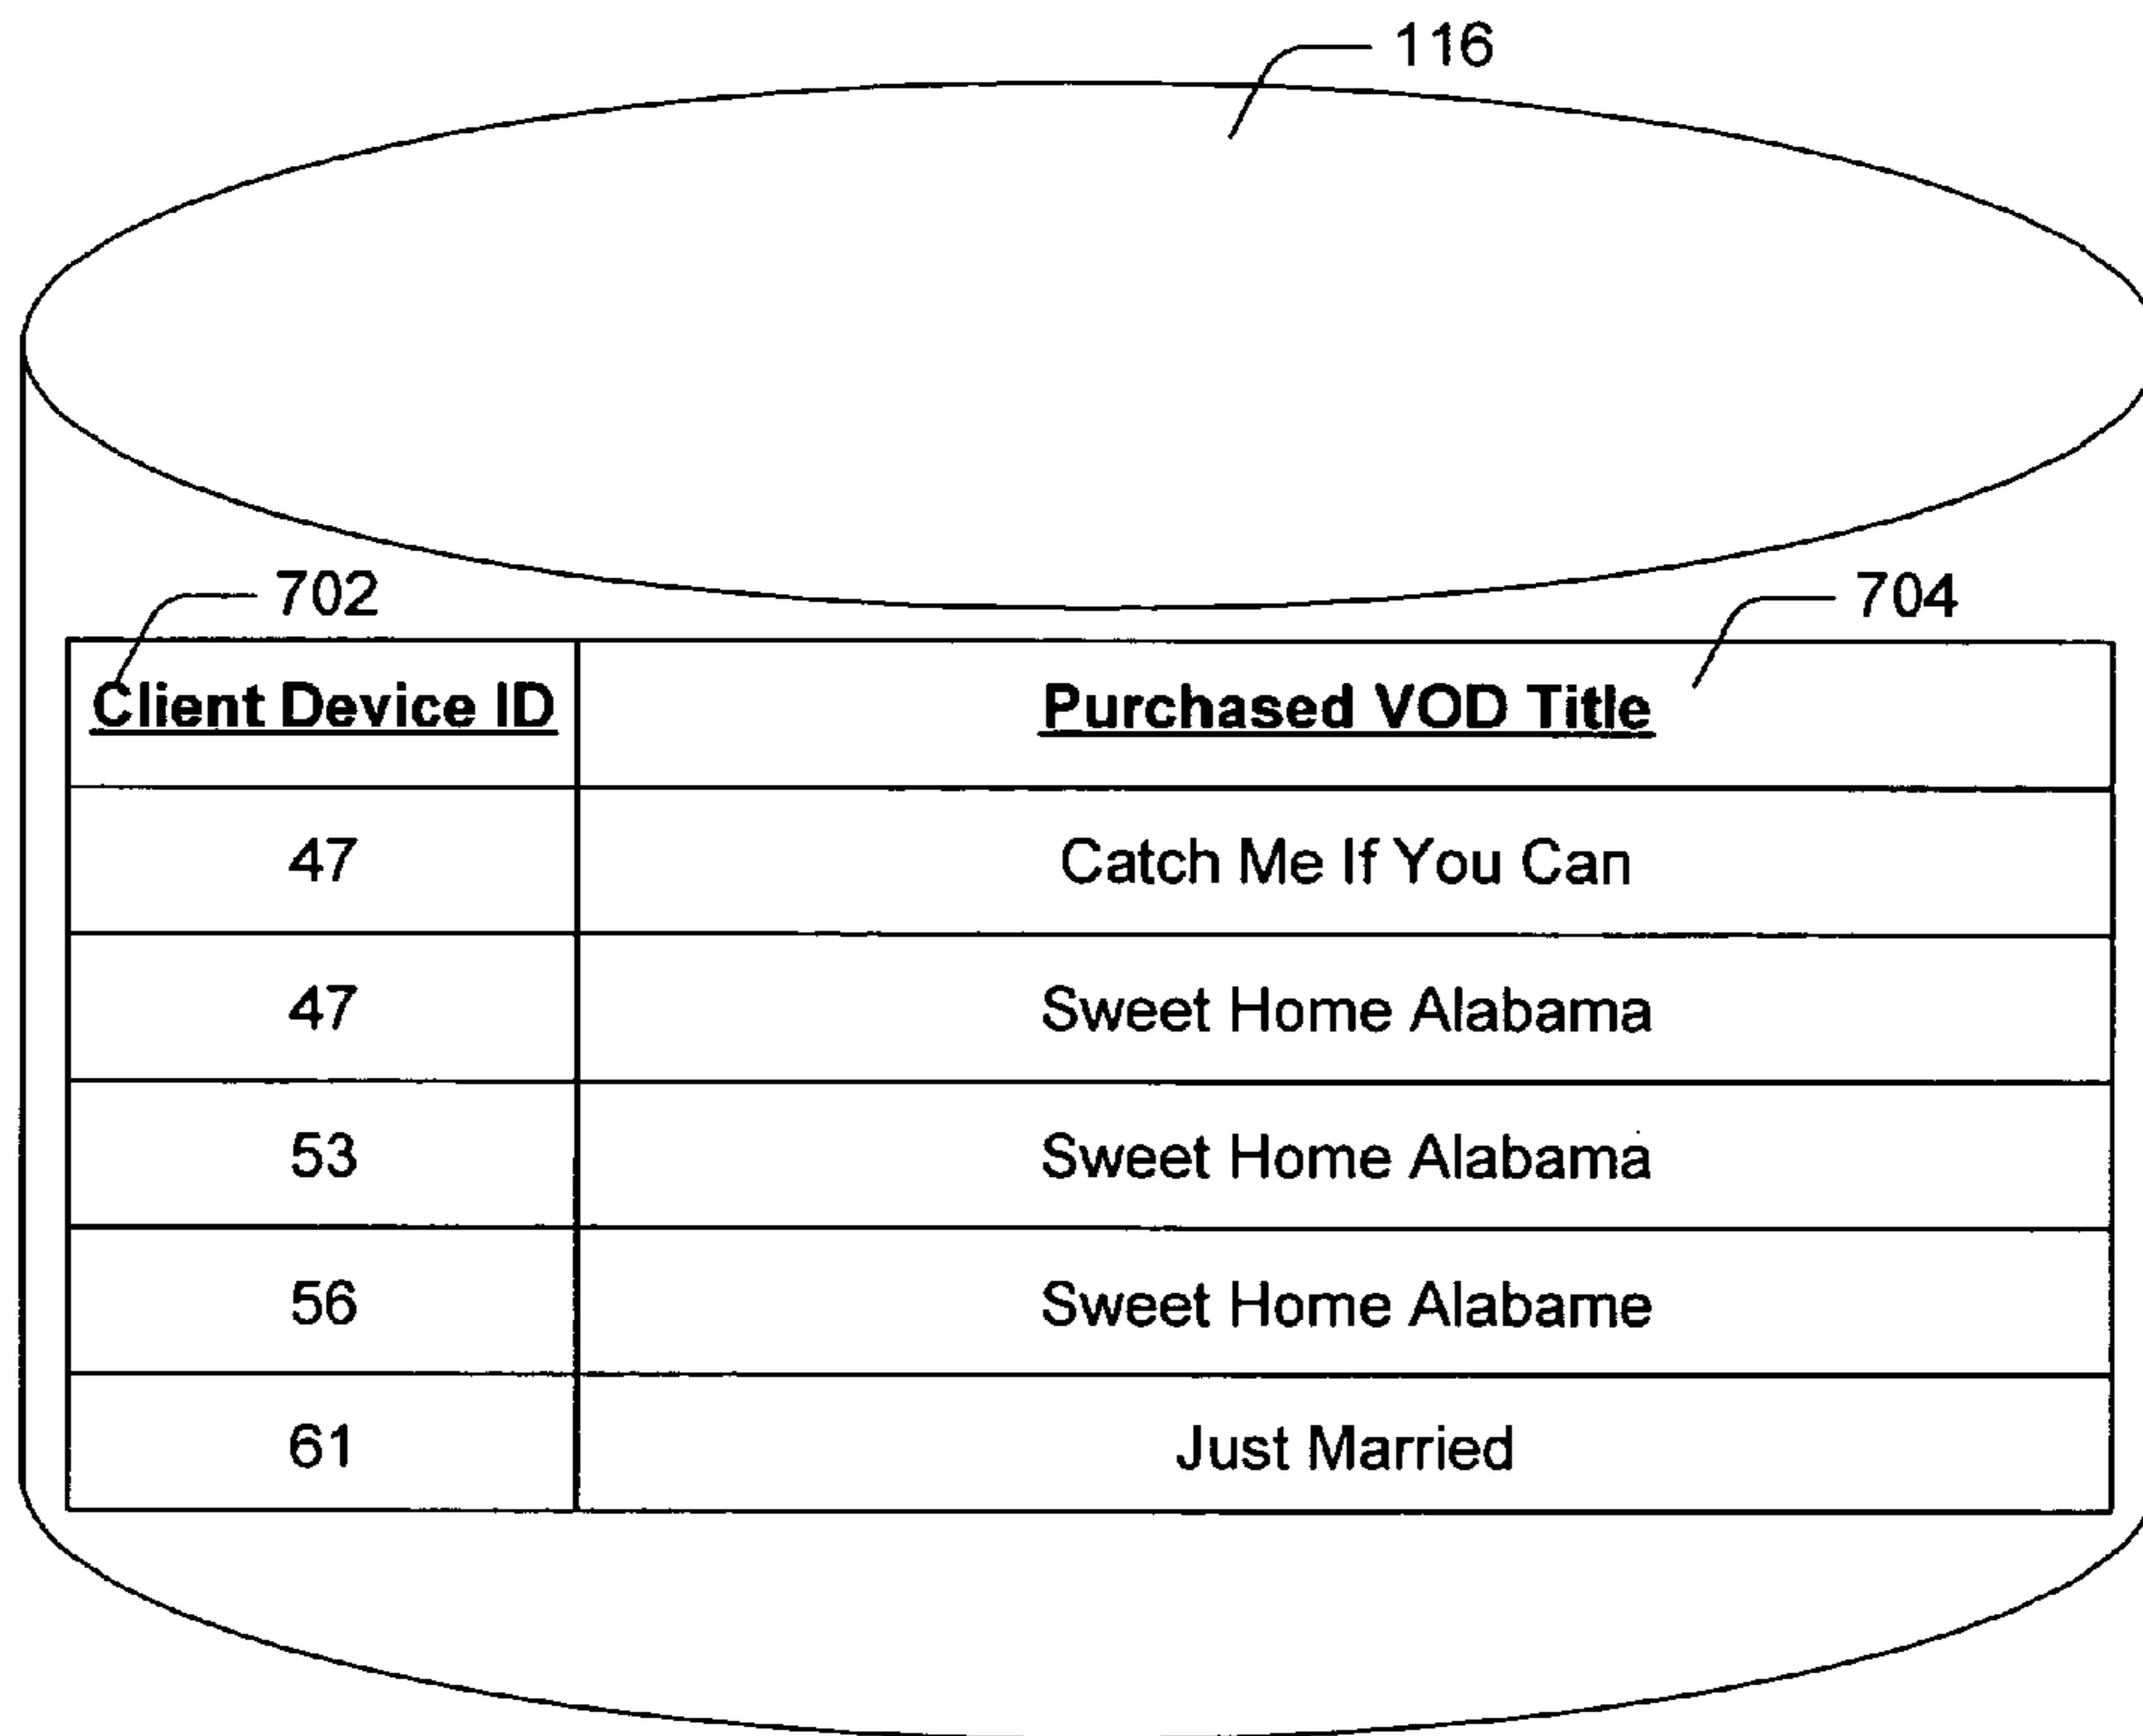 116
702
704
Client Device ID Purchased VOD Title
47 Catch Me If You Can
47 Sweet Home Alabama
53 Sweet Home Alabama
56 Sweet Home Alabame
61 Just Married